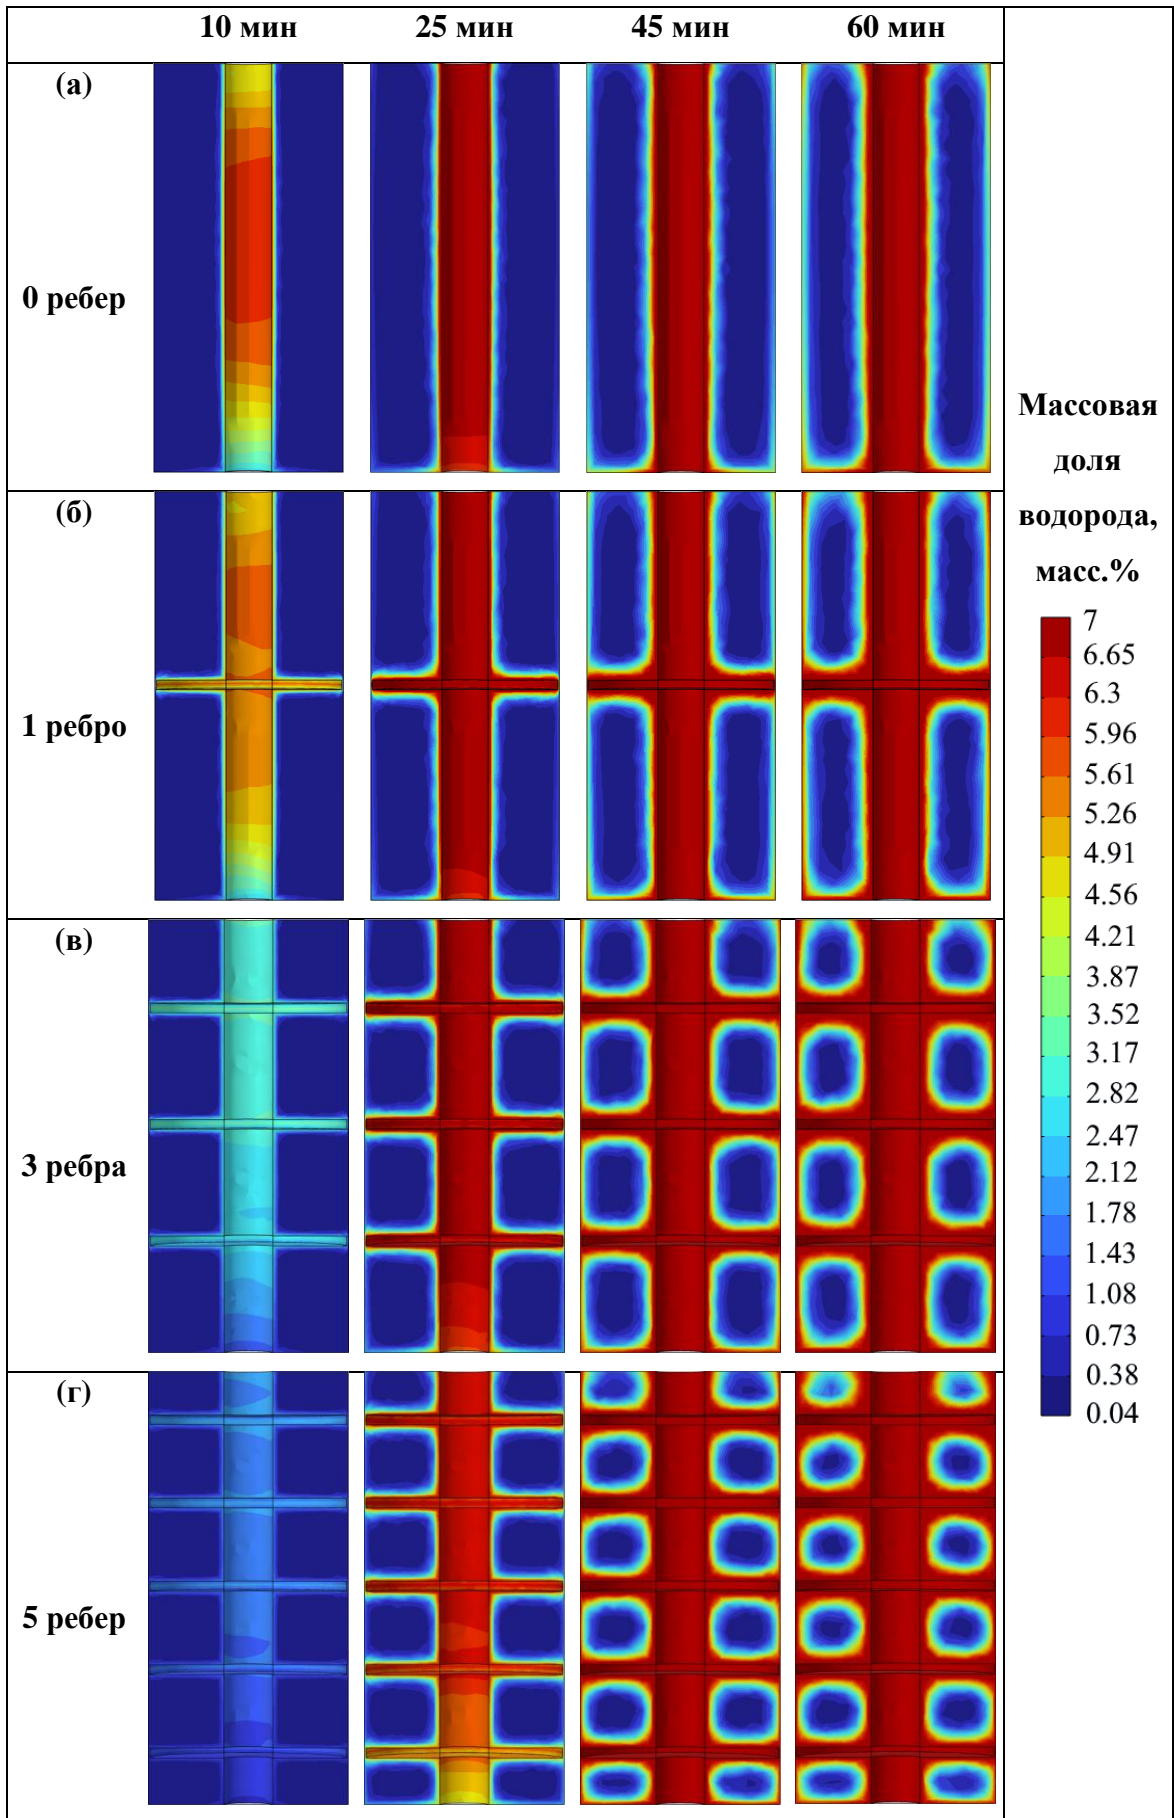 10 мин 25 мин 45 мин 60 мин
(а)
0 ребер
(б)
1 ребро
(в)
3 ребра
(г)
5 ребер
Массовая
доля
водорода,
масс.%
7
6.65
6.3
5.96
5.61
5.26
4.91
4.56
4.21
3.87
3.52
3.17
2.82
2.47
2.12
1.78
1.43
1.08
0.73
0.38
0.04